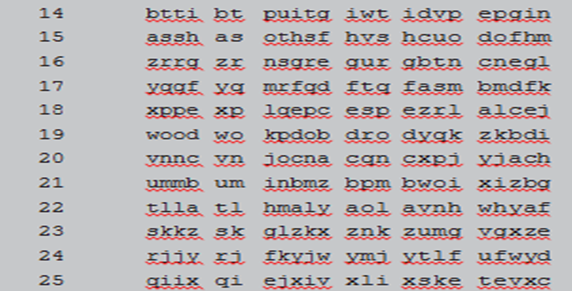 14 btti bt puitg iwt idvp epgin
15 assh as othsf hvs hcuo dofhm
16 zrrg zr nsgre gur gbtn cnegl
17 yqqf yq mrfqd ftq fasm bmdfk
18 xppe xp lqepc esp ezrl alcej
19 wood wo kpdob dro dyqk zkbdi
20 vnnc vn jocna cqn cxpj yjach
21 ummb um inbmz bpm bwoi xizbg
22 tlla tl hmaly aol avnh whyaf
23 skkz sk glzkx znk zumg vgxze
24 rjjy rj fkyjw ymj ytlf ufwyd
25 qiix qi ejxiv xli xske tevxc